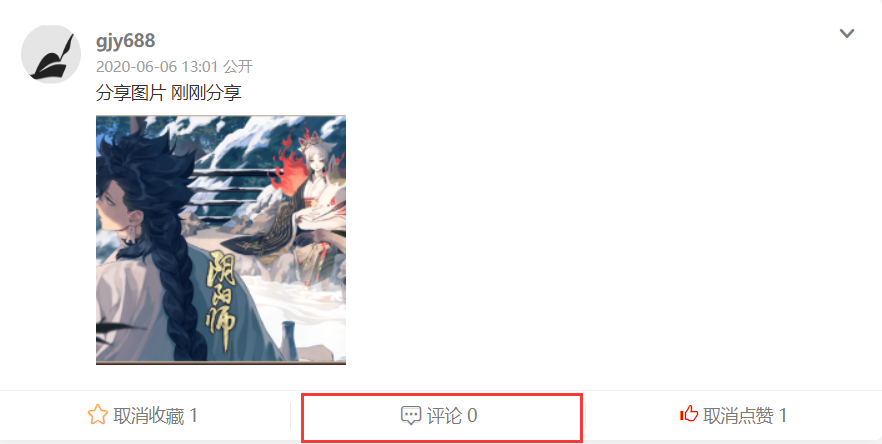 gjy688
2020-06-06 13:01 公开
分享图片 刚刚分享
阴阳师
取消收藏 1
评论 0
取消点赞 1